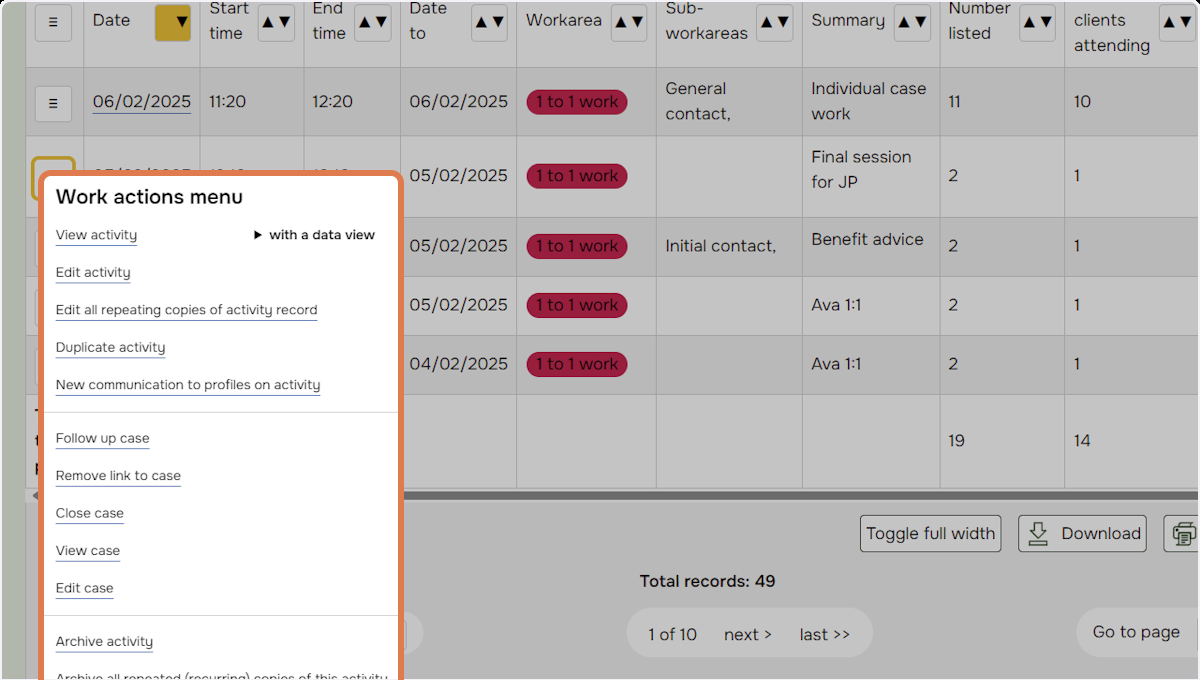 Date
▼
Start time
▲▼
End time
▲▼
Date to
▲▼
Workarea
▲▼
Sub-workareas
▲▼
Summary
▲▼
Number listed
▲▼
clients attending
▲▼
06/02/2025 11:20 12:20 06/02/2025 1 to 1 work General contact, Individual case work 11 10
05/02/2025 1 to 1 work Final session for JP 2 1
05/02/2025 1 to 1 work Initial contact, Benefit advice 2 1
05/02/2025 1 to 1 work Ava 1:1 2 1
04/02/2025 1 to 1 work Ava 1:1 2 1
19 14
Work actions menu
View activity ▶ with a data view
Edit activity
Edit all repeating copies of activity record
Duplicate activity
New communication to profiles on activity
Follow up case
Remove link to case
Close case
View case
Edit case
Archive activity
Archive all repeated (recurring) copies of this activity
Toggle full width
Download
Total records: 49
1 of 10 next > last >>
Go to page